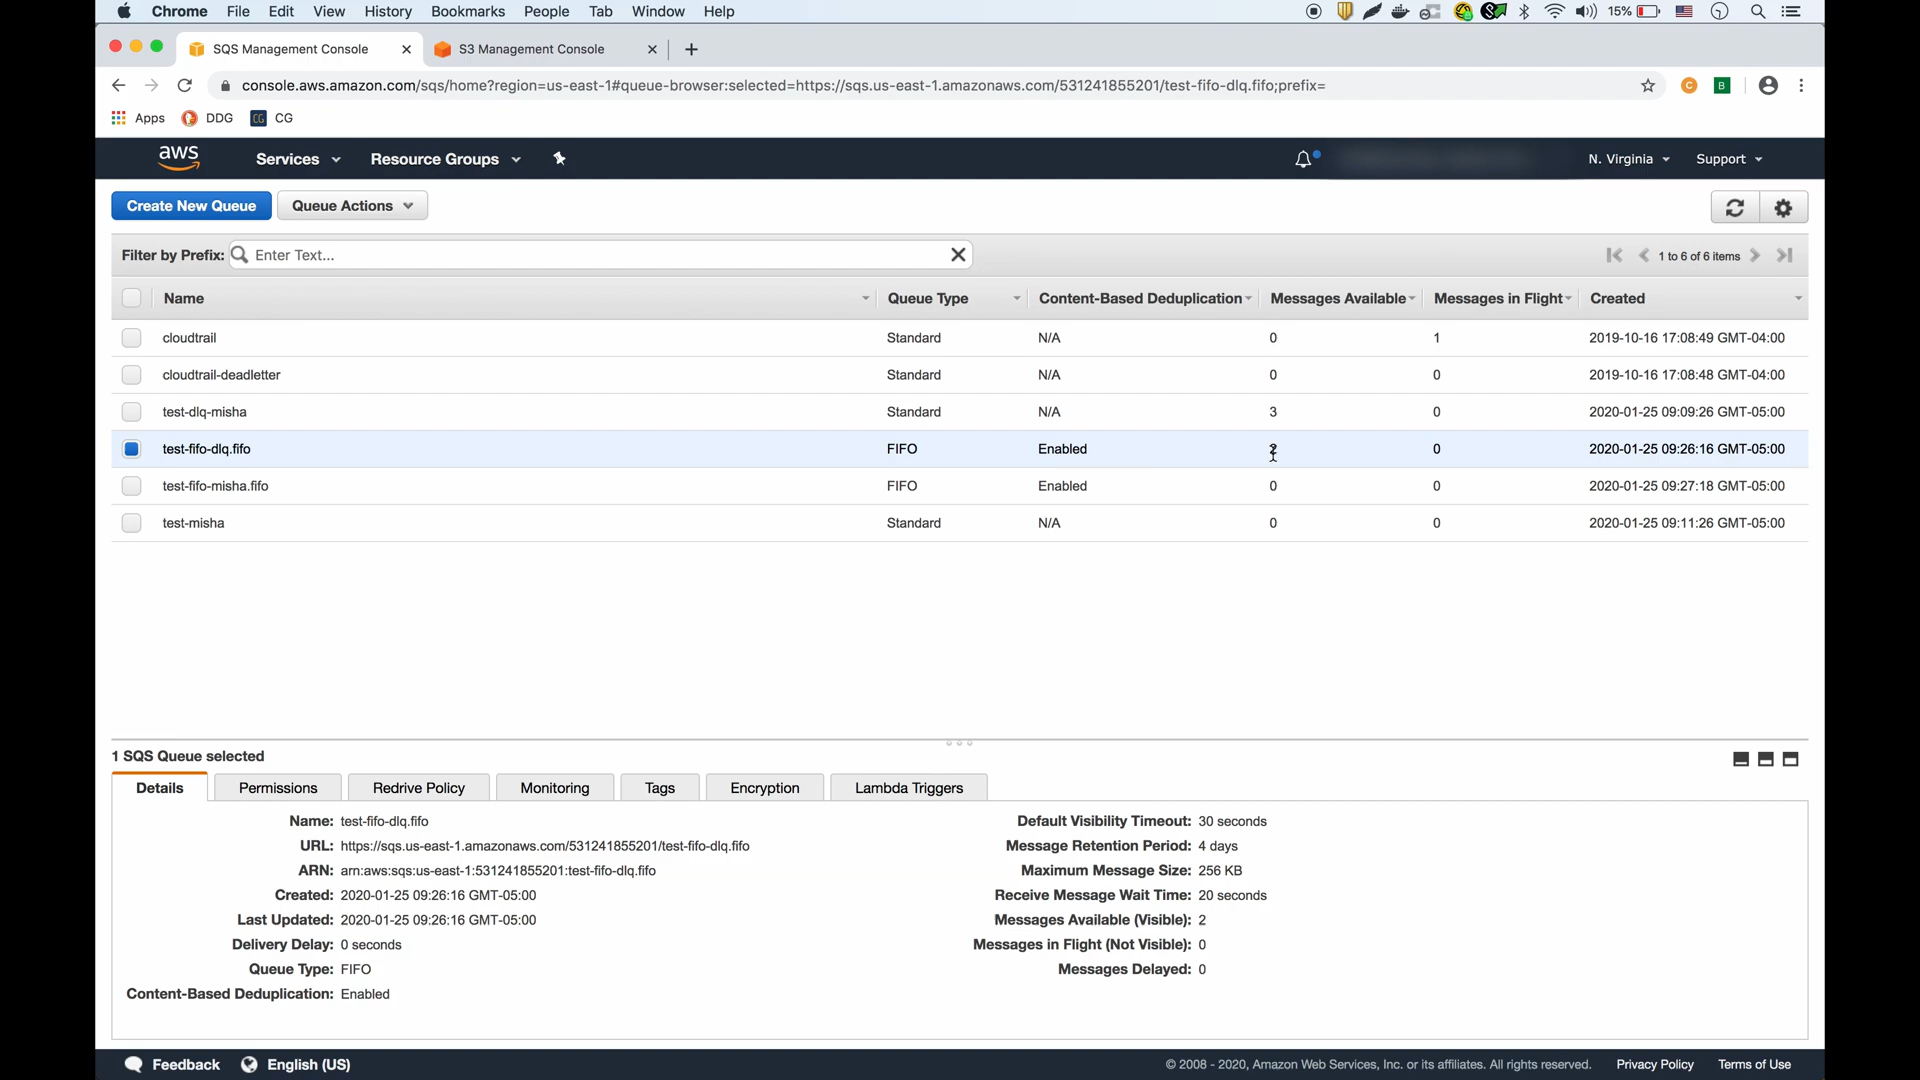 Chrome File Edit View History Bookmarks People Tab Window Help 15%
SQS Management Console S3 Management Console
console.aws.amazon.com/sqs/home?region=us-east-1#queue-browser:selected=https://sqs.us-east-1.amazonaws.com/531241855201/test-fifo-dlq.fifo;prefix=
Apps DDG CG CG
aws Services Resource Groups N. Virginia Support
Create New Queue Queue Actions
Filter by Prefix: Enter Text... 1 to 6 of 6 items
Name Queue Type Content-Based Deduplication Messages Available Messages in Flight Created
cloudtrail Standard N/A 0 1 2019-10-16 17:08:49 GMT-04:00
cloudtrail-deadletter Standard N/A 0 0 2019-10-16 17:08:48 GMT-04:00
test-dlq-misha Standard N/A 3 0 2020-01-25 09:09:26 GMT-05:00
test-fifo-dlq.fifo FIFO Enabled 2 0 2020-01-25 09:26:16 GMT-05:00
test-fifo-misha.fifo FIFO Enabled 0 0 2020-01-25 09:27:18 GMT-05:00
test-misha Standard N/A 0 0 2020-01-25 09:11:26 GMT-05:00
1 SQS Queue selected
Details Permissions Redrive Policy Monitoring Tags Encryption Lambda Triggers
Name: test-fifo-dlq.fifo Default Visibility Timeout: 30 seconds
URL: https://sqs.us-east-1.amazonaws.com/531241855201/test-fifo-dlq.fifo Message Retention Period: 4 days
ARN: arn:aws:sqs:us-east-1:531241855201:test-fifo-dlq.fifo Maximum Message Size: 256 KB
Created: 2020-01-25 09:26:16 GMT-05:00 Receive Message Wait Time: 20 seconds
Last Updated: 2020-01-25 09:26:16 GMT-05:00 Messages Available (Visible): 2
Delivery Delay: 0 seconds Messages in Flight (Not Visible): 0
Queue Type: FIFO Messages Delayed: 0
Content-Based Deduplication: Enabled
Feedback English (US) © 2008 - 2020, Amazon Web Services, Inc. or its affiliates. All rights reserved. Privacy Policy Terms of Use